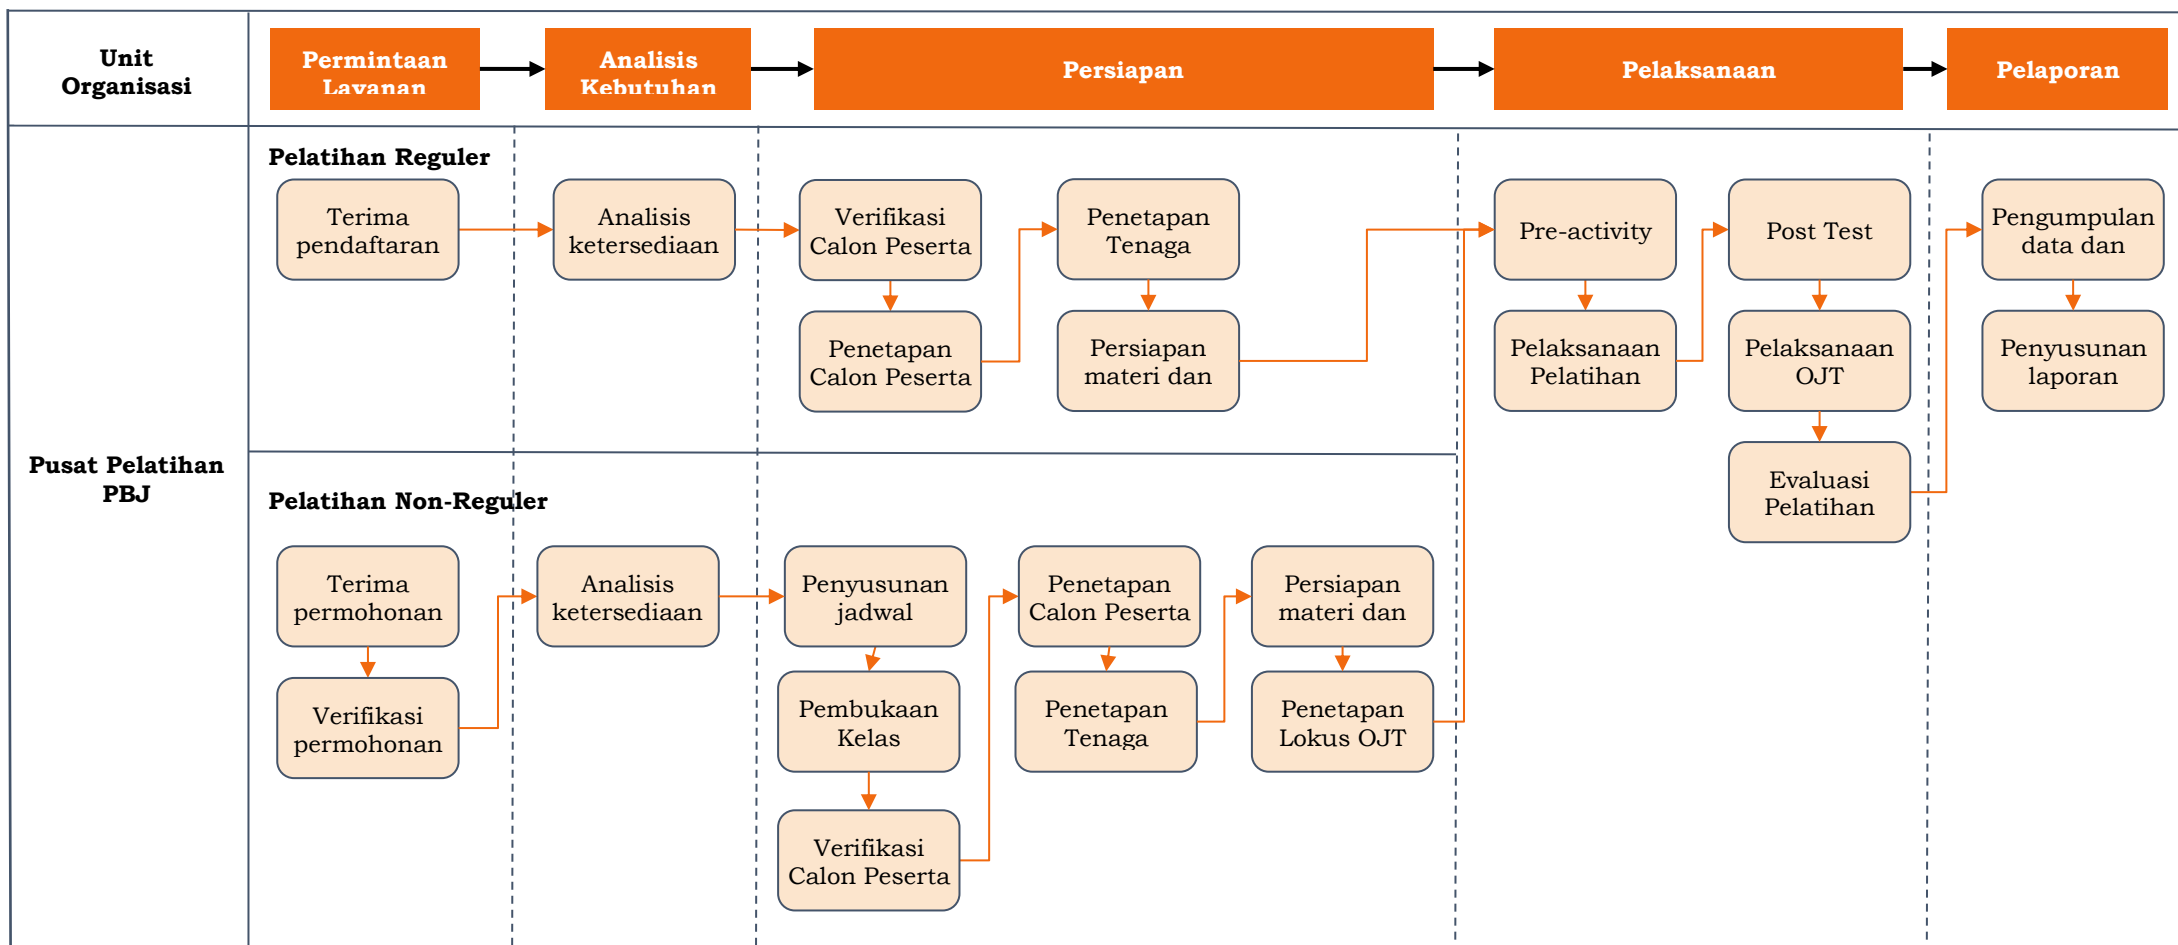 Unit
Organisasi
Permintaan
Layanan
Analisis
Kebutuhan
Persiapan
Pelaksanaan
Pelaporan
Pusat Pelatihan
PBJ
Pelatihan Reguler
Terima
pendaftaran
Analisis
ketersediaan
Verifikasi
Calon Peserta
Penetapan
Calon Peserta
Penetapan
Tenaga
Persiapan
materi dan
Pre-activity
Pelaksanaan
Pelatihan
Post Test
Pelaksanaan
OJT
Evaluasi
Pelatihan
Pengumpulan
data dan
Penyusunan
laporan
Pelatihan Non-Reguler
Terima
permohonan
Verifikasi
permohonan
Analisis
ketersediaan
Penyusunan
jadwal
Pembukaan
Kelas
Verifikasi
Calon Peserta
Penetapan
Calon Peserta
Penetapan
Tenaga
Persiapan
materi dan
Penetapan
Lokus OJT